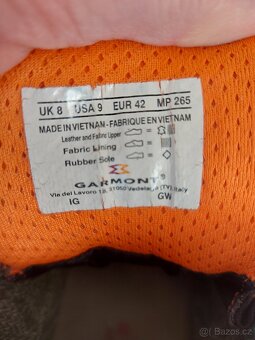 UK 8 USA 9 EUR 42 MP 265
MADE IN VIETNAM - FABRIQUE EN VIETNAM
Leather and Fabric Upper =
Fabric Lining =
Rubber Sole =
GARMONT®
Via del Lavoro 18, 31050 Vedelago (TV), Italy
IG GW
sbazar.cz